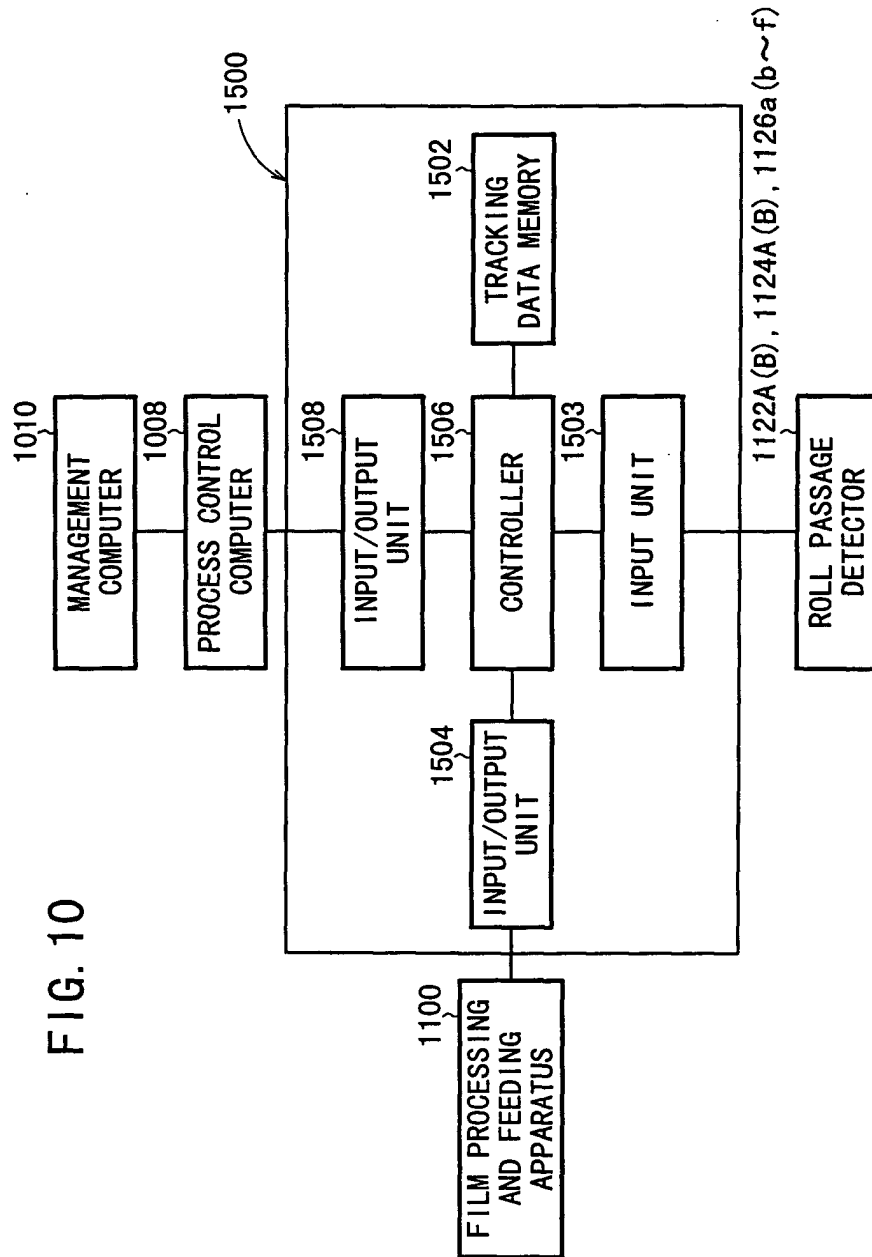 FIG. 10
1010
MANAGEMENT
COMPUTER
1008
PROCESS CONTROL
COMPUTER
1500
1508
INPUT/OUTPUT
UNIT
1100
FILM PROCESSING
AND FEEDING
APPARATUS
1504
INPUT/OUTPUT
UNIT
1506
CONTROLLER
1502
TRACKING
DATA MEMORY
1503
INPUT UNIT
1122A(B), 1124A(B), 1126a(b~f)
ROLL PASSAGE
DETECTOR